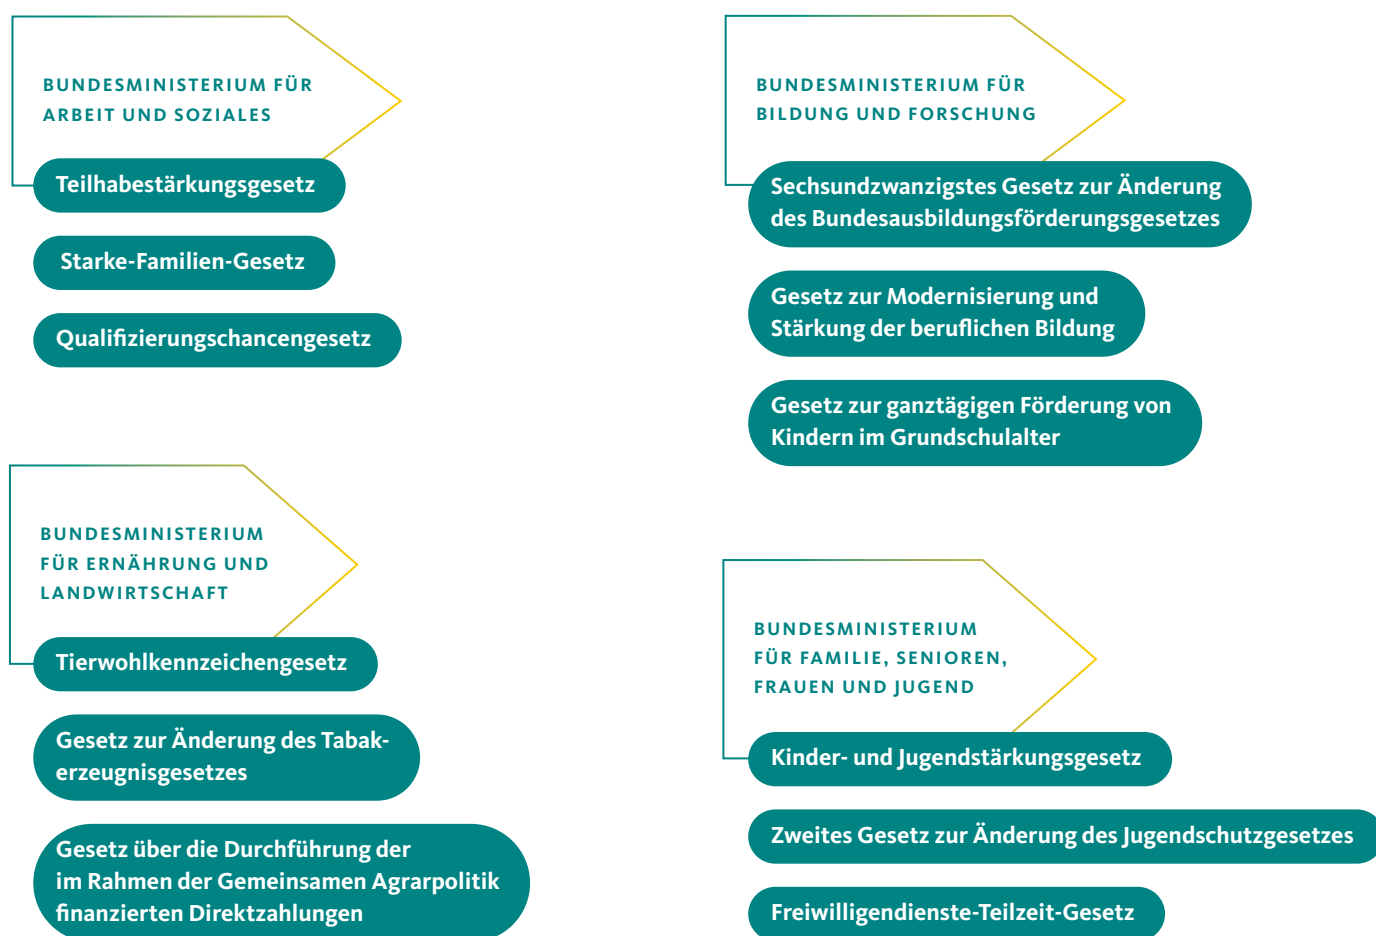 BUNDESMINISTERIUM FÜR
ARBEIT UND SOZIALES
Teilhabestärkungsgesetz
Starke-Familien-Gesetz
Qualifizierungschancengesetz
BUNDESMINISTERIUM
FÜR ERNÄHRUNG UND
LANDWIRTSCHAFT
Tierwohlkennzeichengesetz
Gesetz zur Änderung des Tabak-
erzeugnisgesetzes
Gesetz über die Durchführung der
im Rahmen der Gemeinsamen Agrarpolitik
finanzierten Direktzahlungen
BUNDESMINISTERIUM FÜR
BILDUNG UND FORSCHUNG
Sechsundzwanzigstes Gesetz zur Änderung
des Bundesausbildungsförderungsgesetzes
Gesetz zur Modernisierung und
Stärkung der beruflichen Bildung
Gesetz zur ganztägigen Förderung von
Kindern im Grundschulalter
BUNDESMINISTERIUM
FÜR FAMILIE, SENIOREN,
FRAUEN UND JUGEND
Kinder- und Jugendstärkungsgesetz
Zweites Gesetz zur Änderung des Jugendschutzgesetzes
Freiwilligendienste-Teilzeit-Gesetz